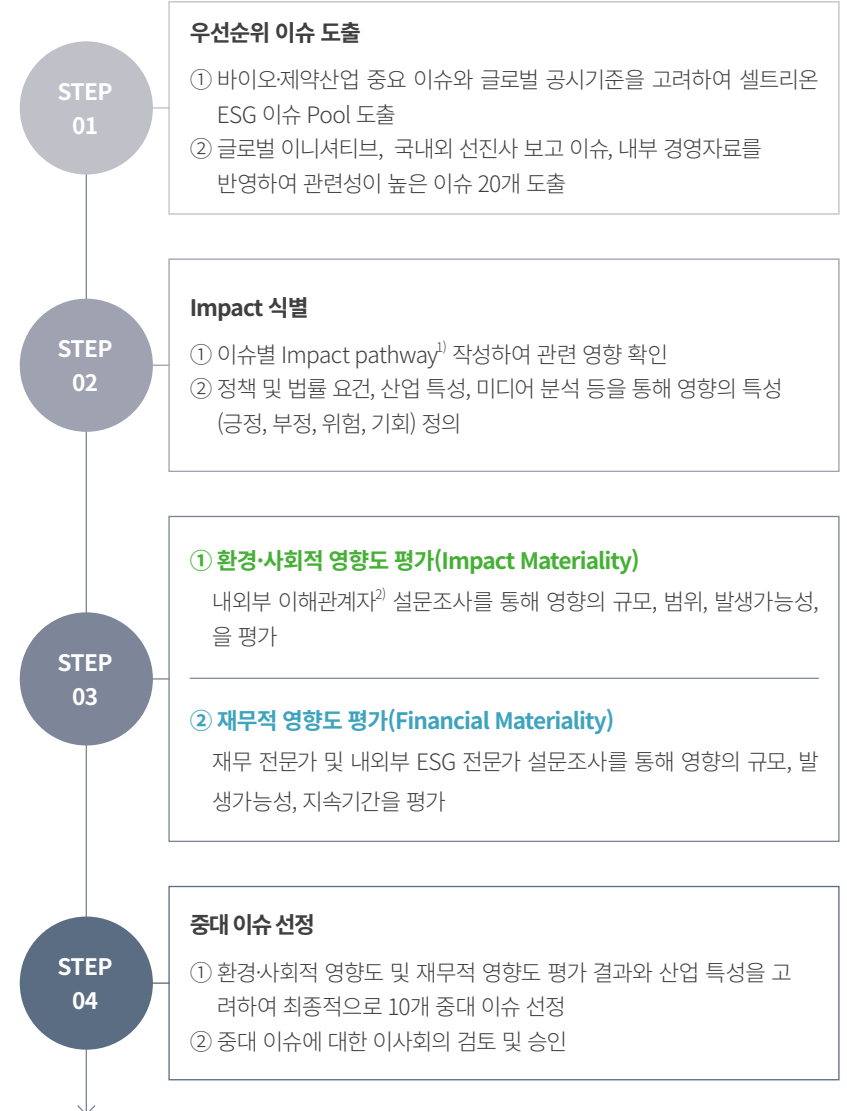 STEP
01
우선순위 이슈 도출
① 바이오·제약산업 중요 이슈와 글로벌 공시기준을 고려하여 셀트리온
ESG 이슈 Pool 도출
② 글로벌 이니셔티브, 국내외 선진사 보고 이슈, 내부 경영자료를
반영하여 관련성이 높은 이슈 20개 도출
STEP
02
Impact 식별
① 이슈별 Impact pathway1) 작성하여 관련 영향 확인
② 정책 및 법률 요건, 산업 특성, 미디어 분석 등을 통해 영향의 특성
(긍정, 부정, 위험, 기회) 정의
STEP
03
① 환경·사회적 영향도 평가(Impact Materiality)
내외부 이해관계자2) 설문조사를 통해 영향의 규모, 범위, 발생가능성,
을 평가
② 재무적 영향도 평가(Financial Materiality)
재무 전문가 및 내외부 ESG 전문가 설문조사를 통해 영향의 규모, 발
생가능성, 지속기간을 평가
STEP
04
중대 이슈 선정
① 환경·사회적 영향도 및 재무적 영향도 평가 결과와 산업 특성을 고
려하여 최종적으로 10개 중대 이슈 선정
② 중대 이슈에 대한 이사회의 검토 및 승인